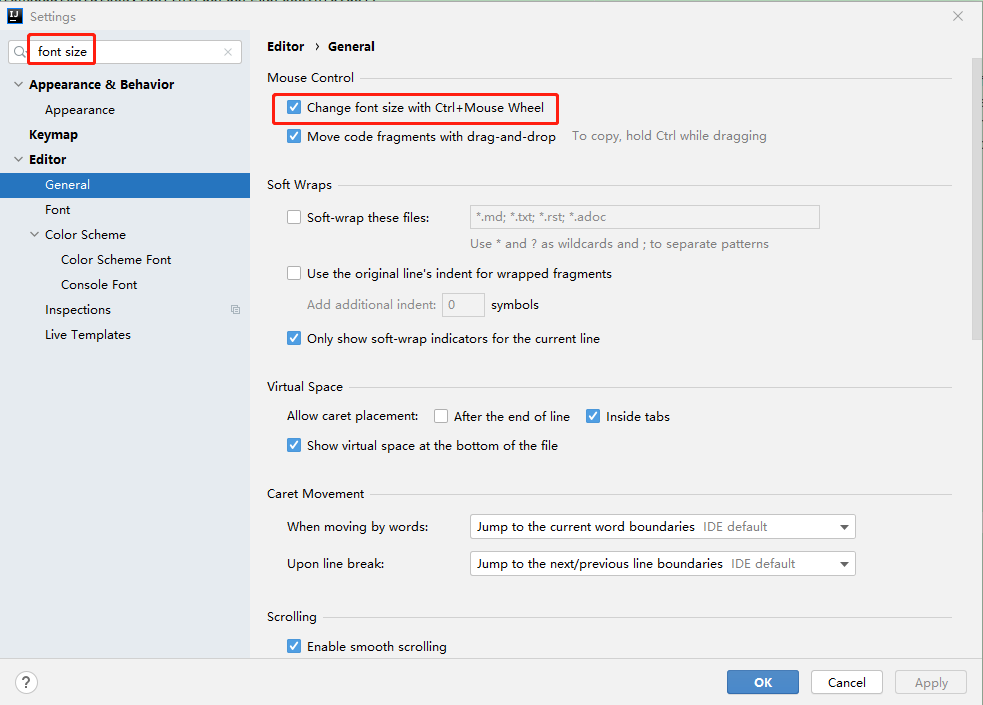 Settings
font size
Appearance & Behavior
Appearance
Keymap
Editor
General
Font
Color Scheme
Color Scheme Font
Console Font
Inspections
Live Templates
Editor › General
Mouse Control
Change font size with Ctrl+Mouse Wheel
Move code fragments with drag-and-drop To copy, hold Ctrl while dragging
Soft Wraps
Soft-wrap these files: *.md; *.txt; *.rst; *.adoc
Use * and ? as wildcards and ; to separate patterns
Use the original line's indent for wrapped fragments
Add additional indent: 0 symbols
Only show soft-wrap indicators for the current line
Virtual Space
Allow caret placement: After the end of line Inside tabs
Show virtual space at the bottom of the file
Caret Movement
When moving by words: Jump to the current word boundaries IDE default
Upon line break: Jump to the next/previous line boundaries IDE default
Scrolling
Enable smooth scrolling
? OK Cancel Apply